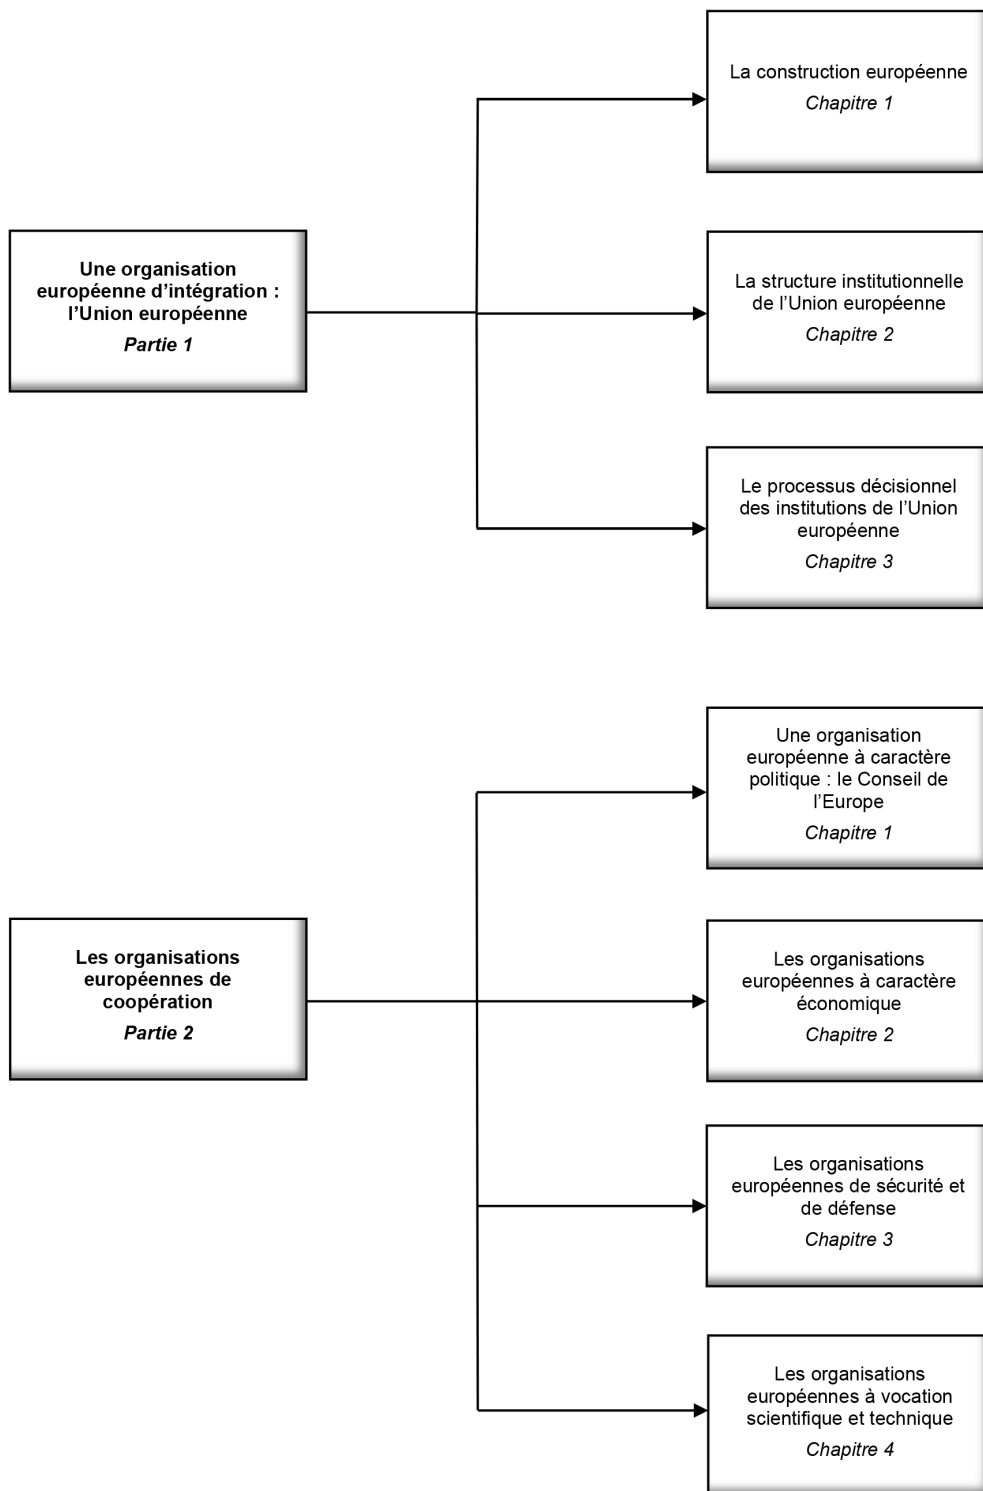 La construction européenne
Chapitre 1
Une organisation
européenne d’intégration :
l’Union européenne
Partie 1
La structure institutionnelle
de l’Union européenne
Chapitre 2
Le processus décisionnel
des institutions de l’Union
européenne
Chapitre 3
Une organisation
européenne à caractère
politique : le Conseil de
l’Europe
Chapitre 1
Les organisations
européennes de
coopération
Partie 2
Les organisations
européennes à caractère
économique
Chapitre 2
Les organisations
européennes de sécurité et
de défense
Chapitre 3
Les organisations
européennes à vocation
scientifique et technique
Chapitre 4